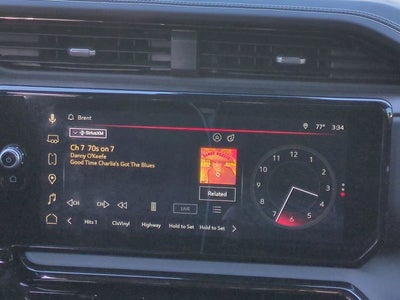 Brent
77° 3:34
SiriusXM
Ch 7 70s on 7
Danny O'Keefe
Good Time Charlie's Got The Blues
Related
CH CH LIVE
Hits 1 ClsVinyl Highway Hold to Set Hold to Set
12
1
2
3
4
5
6
7
8
9
10
11